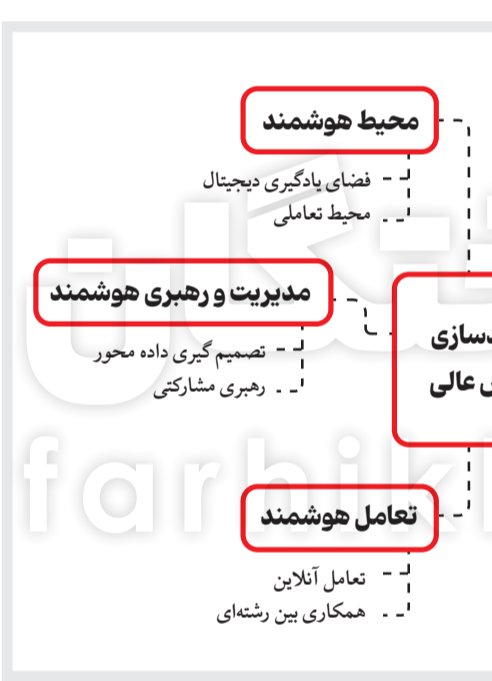 محیط هوشمند
فضای یادگیری دیجیتال
محیط تعاملی
مدیریت و رهبری هوشمند
تصمیم گیری داده محور
رهبری مشارکتی
عالی
تعامل هوشمند
تعامل آنلاین
همکاری بین رشته‌ای